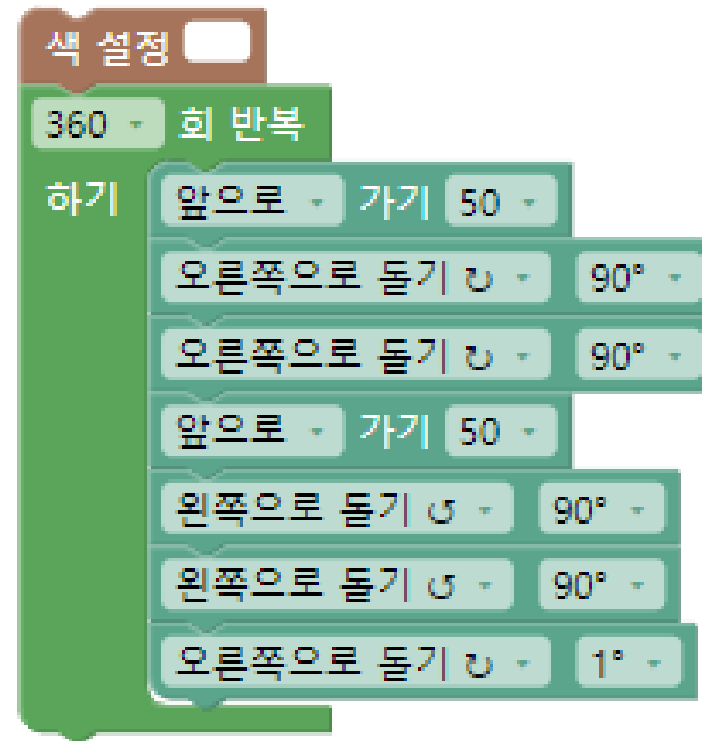 색 설정
360 회 반복
하기 앞으로 가기 50
오른쪽으로 돌기 ↻ 90°
오른쪽으로 돌기 ↻ 90°
앞으로 가기 50
왼쪽으로 돌기 ↺ 90°
왼쪽으로 돌기 ↺ 90°
오른쪽으로 돌기 ↻ 1°